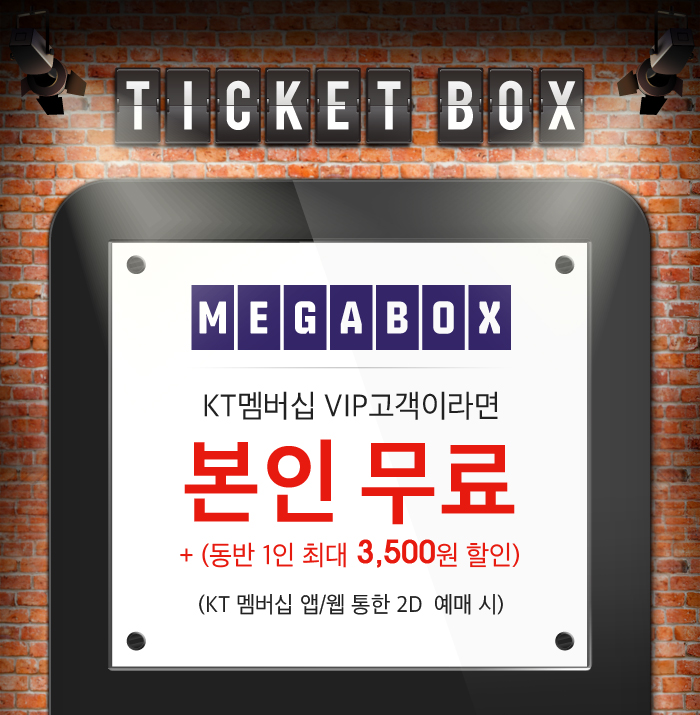 TICKET BOX
MEGABOX
KT멤버십 VIP고객이라면
본인 무료
+ (동반 1인 최대 3,500원 할인)
(KT 멤버십 앱/웹 통한 2D 예매 시)